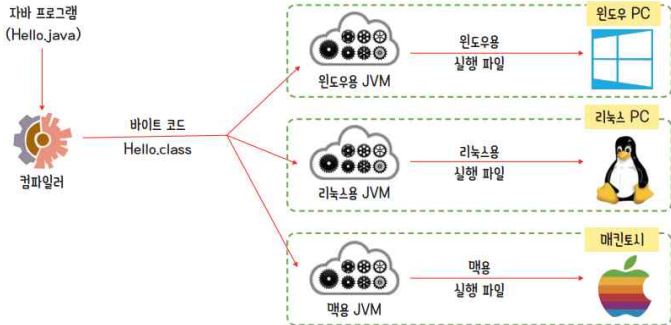 자바 프로그램
(Hello.java)
컴파일러
바이트 코드
Hello.class
윈도우용 JVM
윈도우용
실행 파일
윈도우 PC
리눅스용 JVM
리눅스용
실행 파일
리눅스 PC
맥용 JVM
맥용
실행 파일
매킨토시